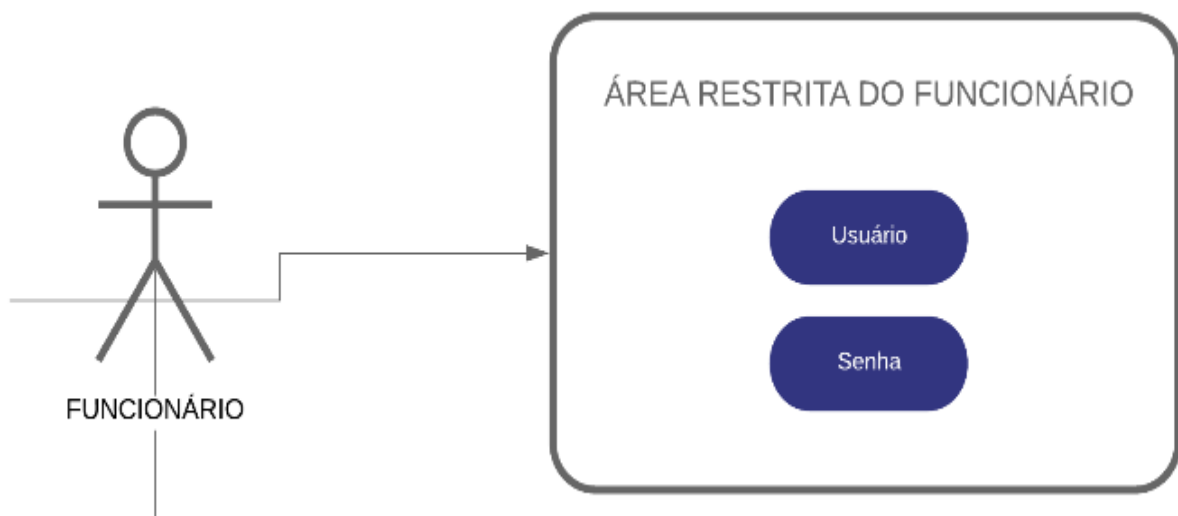 ÁREA RESTRITA DO FUNCIONÁRIO
Usuário
Senha
FUNCIONÁRIO